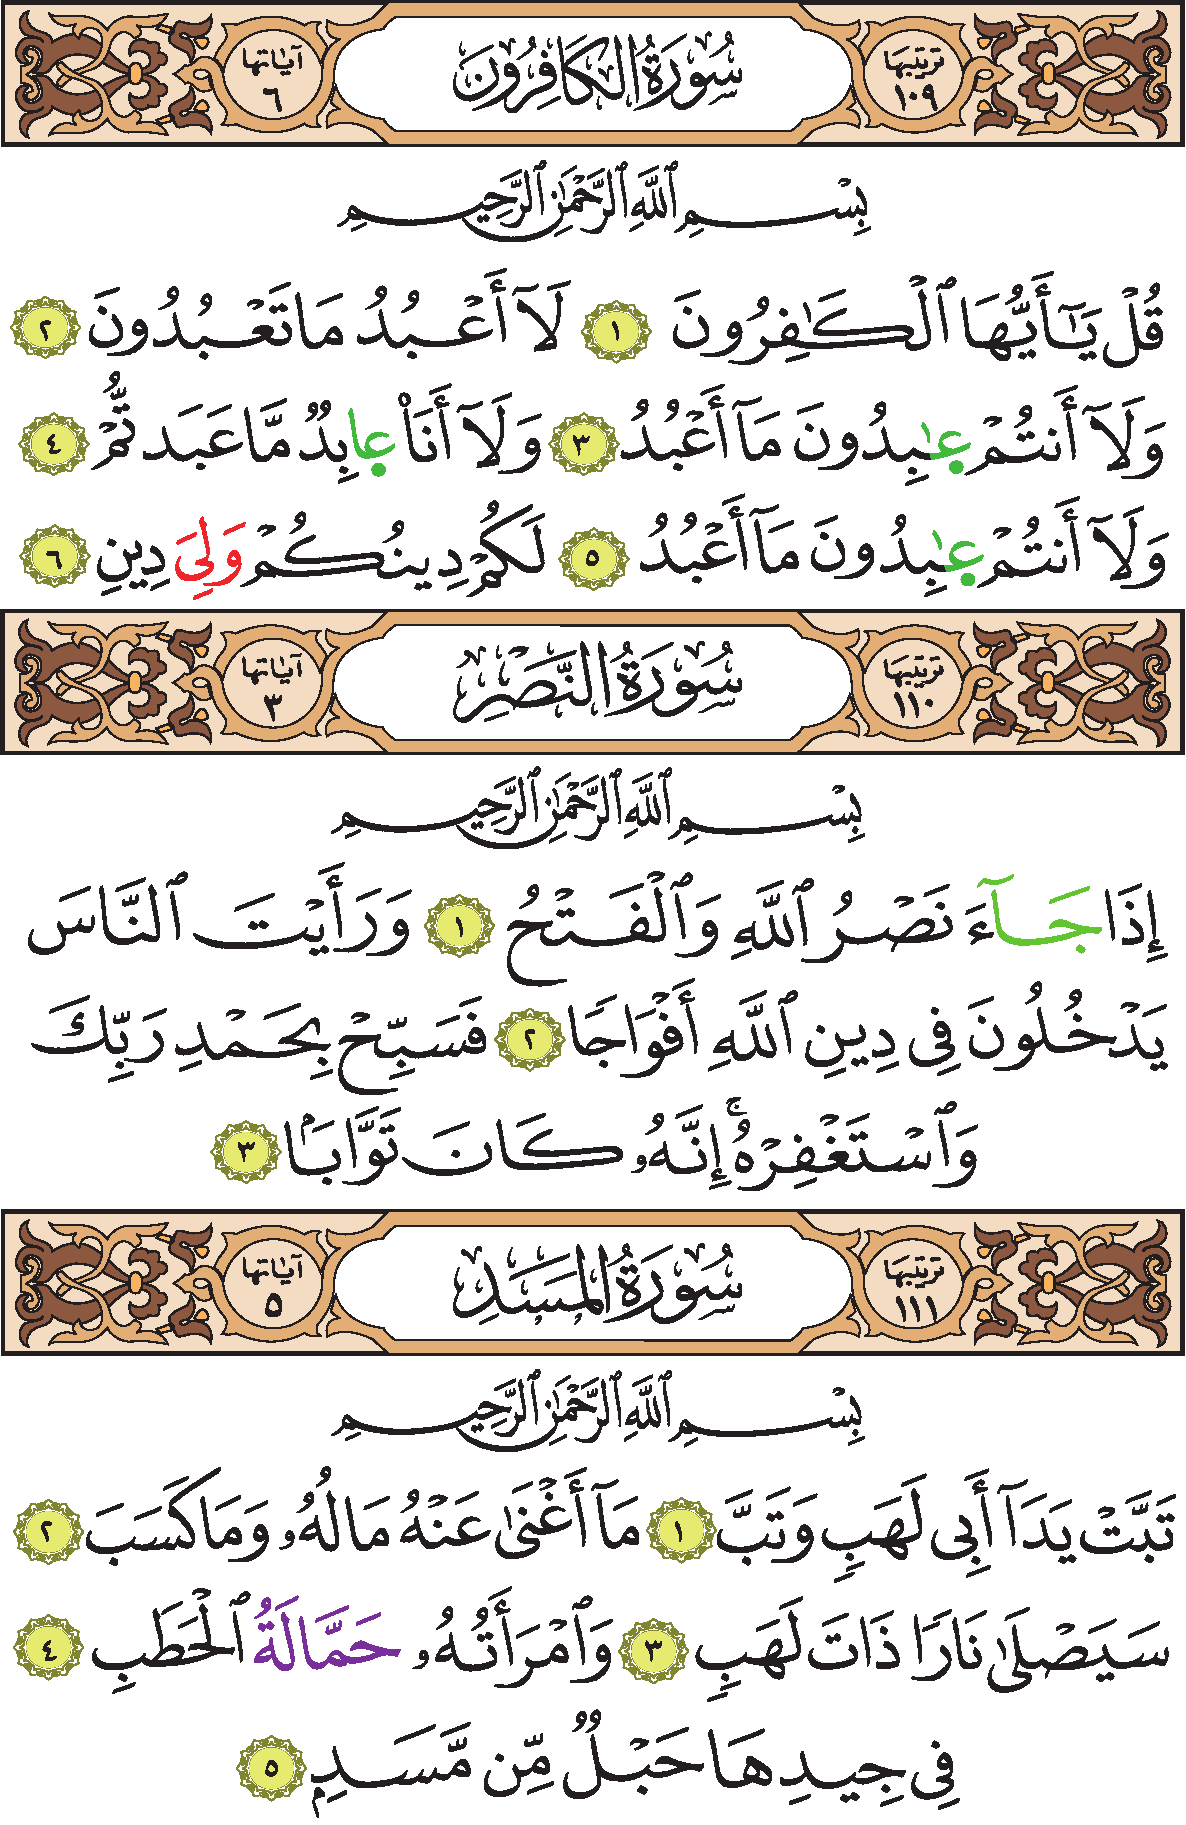 ترتيبها ١٠٩ سُورَةُ الكَافِرُونَ آياتها ٦
بِسْمِ ٱللَّهِ ٱلرَّحْمَٰنِ ٱلرَّحِيمِ
قُلْ يَٰٓأَيُّهَا ٱلْكَٰفِرُونَ ١ لَآ أَعْبُدُ مَا تَعْبُدُونَ ٢
وَلَآ أَنتُمْ عَٰبِدُونَ مَآ أَعْبُدُ ٣ وَلَآ أَنَا۠ عَابِدٌ مَّا عَبَدتُّمْ ٤
وَلَآ أَنتُمْ عَٰبِدُونَ مَآ أَعْبُدُ ٥ لَكُمْ دِينُكُمْ وَلِىَ دِينِ ٦
ترتيبها ١١٠ سُورَةُ النَّصْرِ آياتها ٣
بِسْمِ ٱللَّهِ ٱلرَّحْمَٰنِ ٱلرَّحِيمِ
إِذَا جَآءَ نَصْرُ ٱللَّهِ وَٱلْفَتْحُ ١ وَرَأَيْتَ ٱلنَّاسَ
يَدْخُلُونَ فِى دِينِ ٱللَّهِ أَفْوَاجًا ٢ فَسَبِّحْ بِحَمْدِ رَبِّكَ
وَٱسْتَغْفِرْهُ ۚ إِنَّهُۥ كَانَ تَوَّابًۢا ٣
ترتيبها ١١١ سُورَةُ المَسَدِ آياتها ٥
بِسْمِ ٱللَّهِ ٱلرَّحْمَٰنِ ٱلرَّحِيمِ
تَبَّتْ يَدَآ أَبِى لَهَبٍ وَتَبَّ ١ مَآ أَغْنَىٰ عَنْهُ مَالُهُۥ وَمَا كَسَبَ ٢
سَيَصْلَىٰ نَارًا ذَاتَ لَهَبٍ ٣ وَٱمْرَأَتُهُۥ حَمَّالَةُ ٱلْحَطَبِ ٤
فِى جِيدِهَا حَبْلٌ مِّن مَّسَدٍۭ ٥